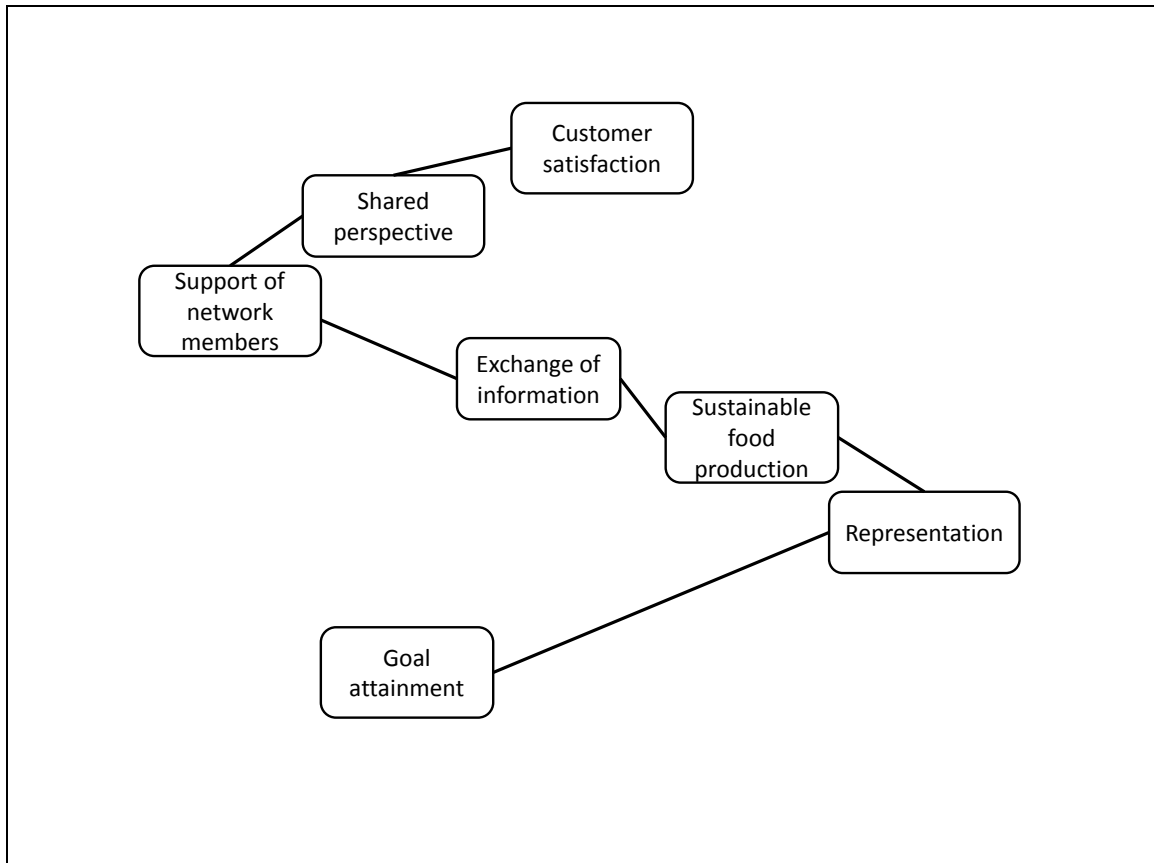 Customer
satisfaction
Shared
perspective
Support of
network
members
Exchange of
information
Sustainable
food
production
Representation
Goal
attainment